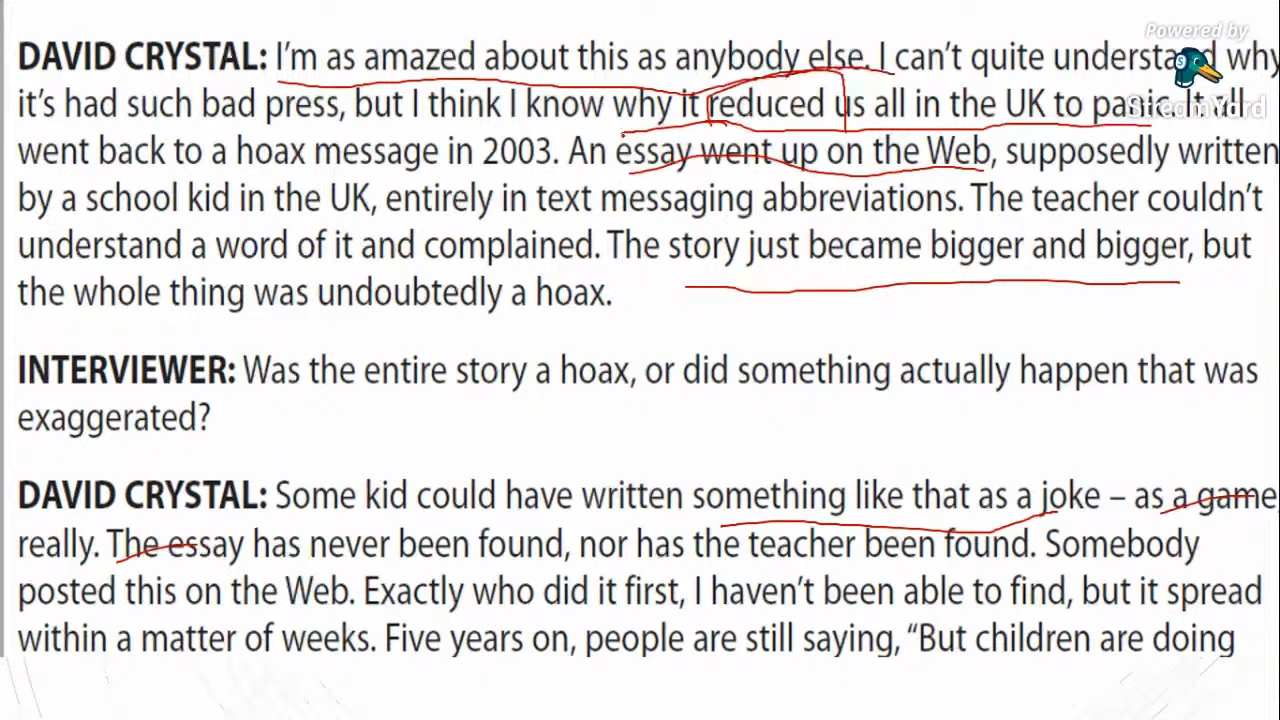 Powered by
StreamYard
DAVID CRYSTAL: I'm as amazed about this as anybody else. I can't quite understand why
it's had such bad press, but I think I know why it reduced us all in the UK to panic. It all
went back to a hoax message in 2003. An essay went up on the Web, supposedly written
by a school kid in the UK, entirely in text messaging abbreviations. The teacher couldn't
understand a word of it and complained. The story just became bigger and bigger, but
the whole thing was undoubtedly a hoax.
INTERVIEWER: Was the entire story a hoax, or did something actually happen that was
exaggerated?
DAVID CRYSTAL: Some kid could have written something like that as a joke – as a game
really. The essay has never been found, nor has the teacher been found. Somebody
posted this on the Web. Exactly who did it first, I haven't been able to find, but it spread
within a matter of weeks. Five years on, people are still saying, “But children are doing